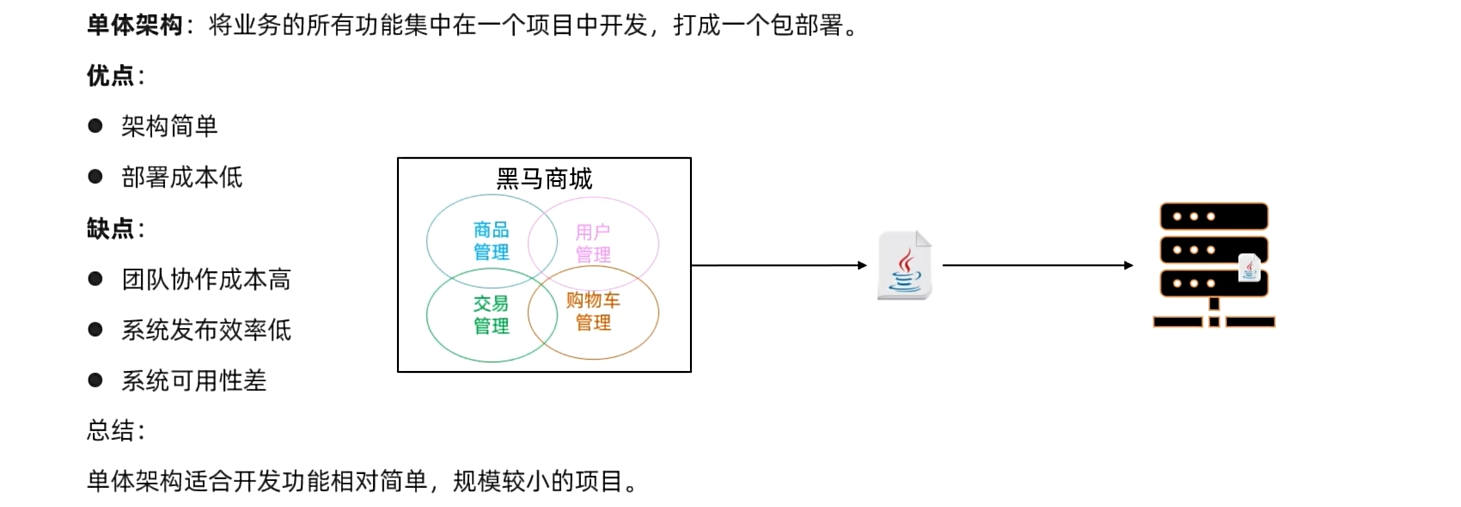 单体架构：将业务的所有功能集中在一个项目中开发，打成一个包部署。
优点：
● 架构简单
● 部署成本低
缺点：
● 团队协作成本高
● 系统发布效率低
● 系统可用性差
总结：
单体架构适合开发功能相对简单，规模较小的项目。
黑马商城
商品
管理
用户
管理
交易
管理
购物车
管理